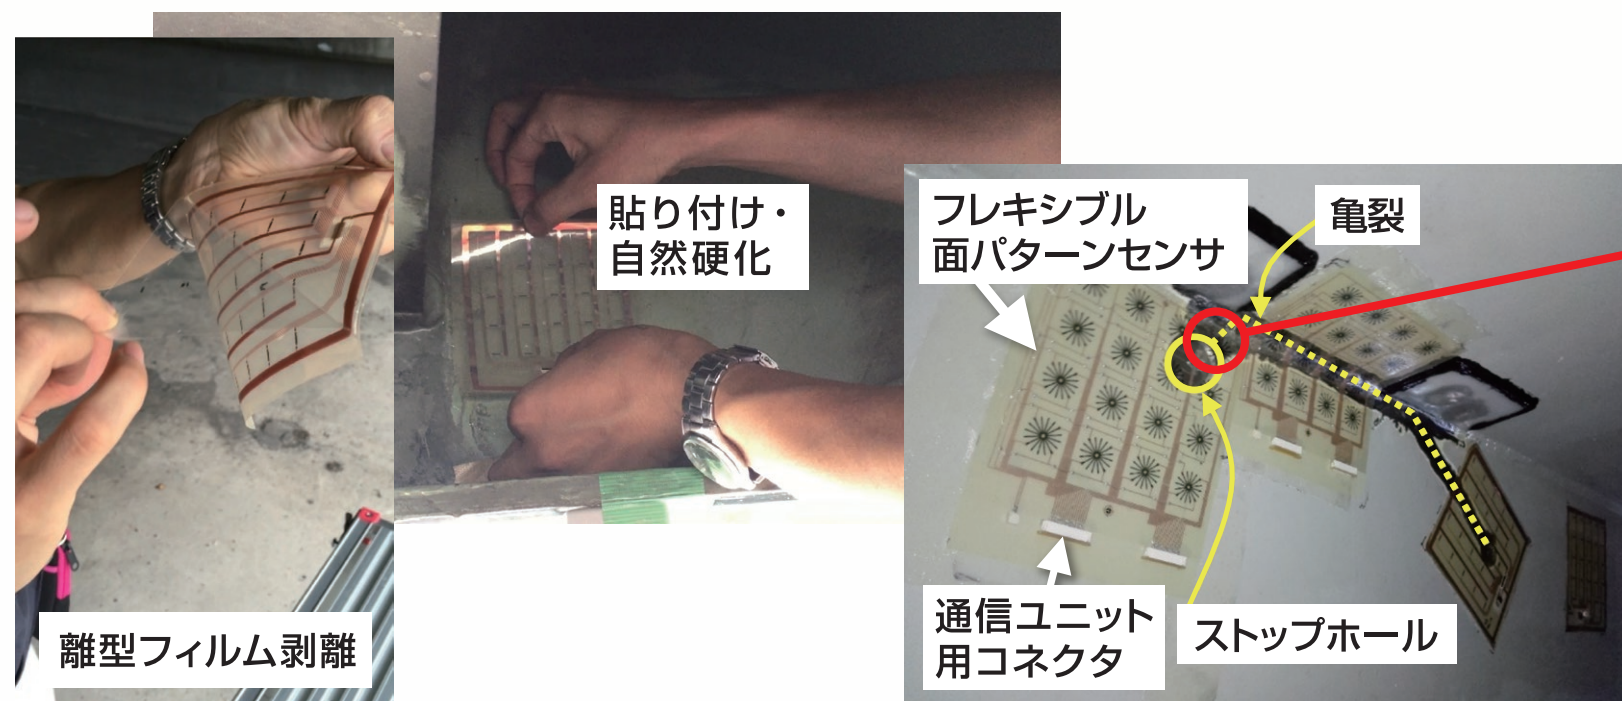 離型フィルム剥離
貼り付け・
自然硬化
フレキシブル
面パターンセンサ
亀裂
通信ユニット
用コネクタ
ストップホール